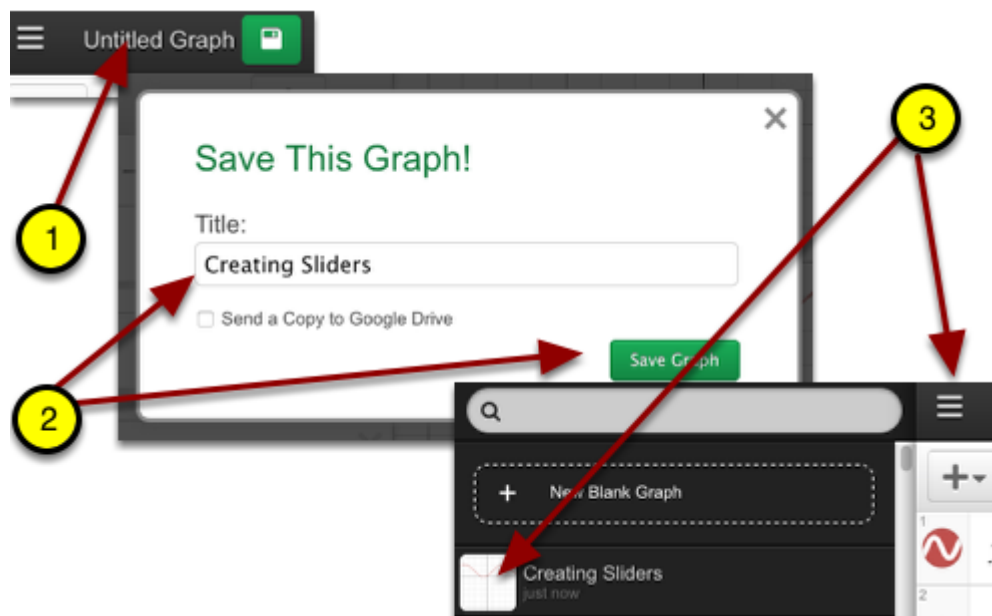 Untitled Graph
1
Save This Graph!
Title:
Creating Sliders
Send a Copy to Google Drive
Save Graph
2
3
New Blank Graph
Creating Sliders
just now
1
2